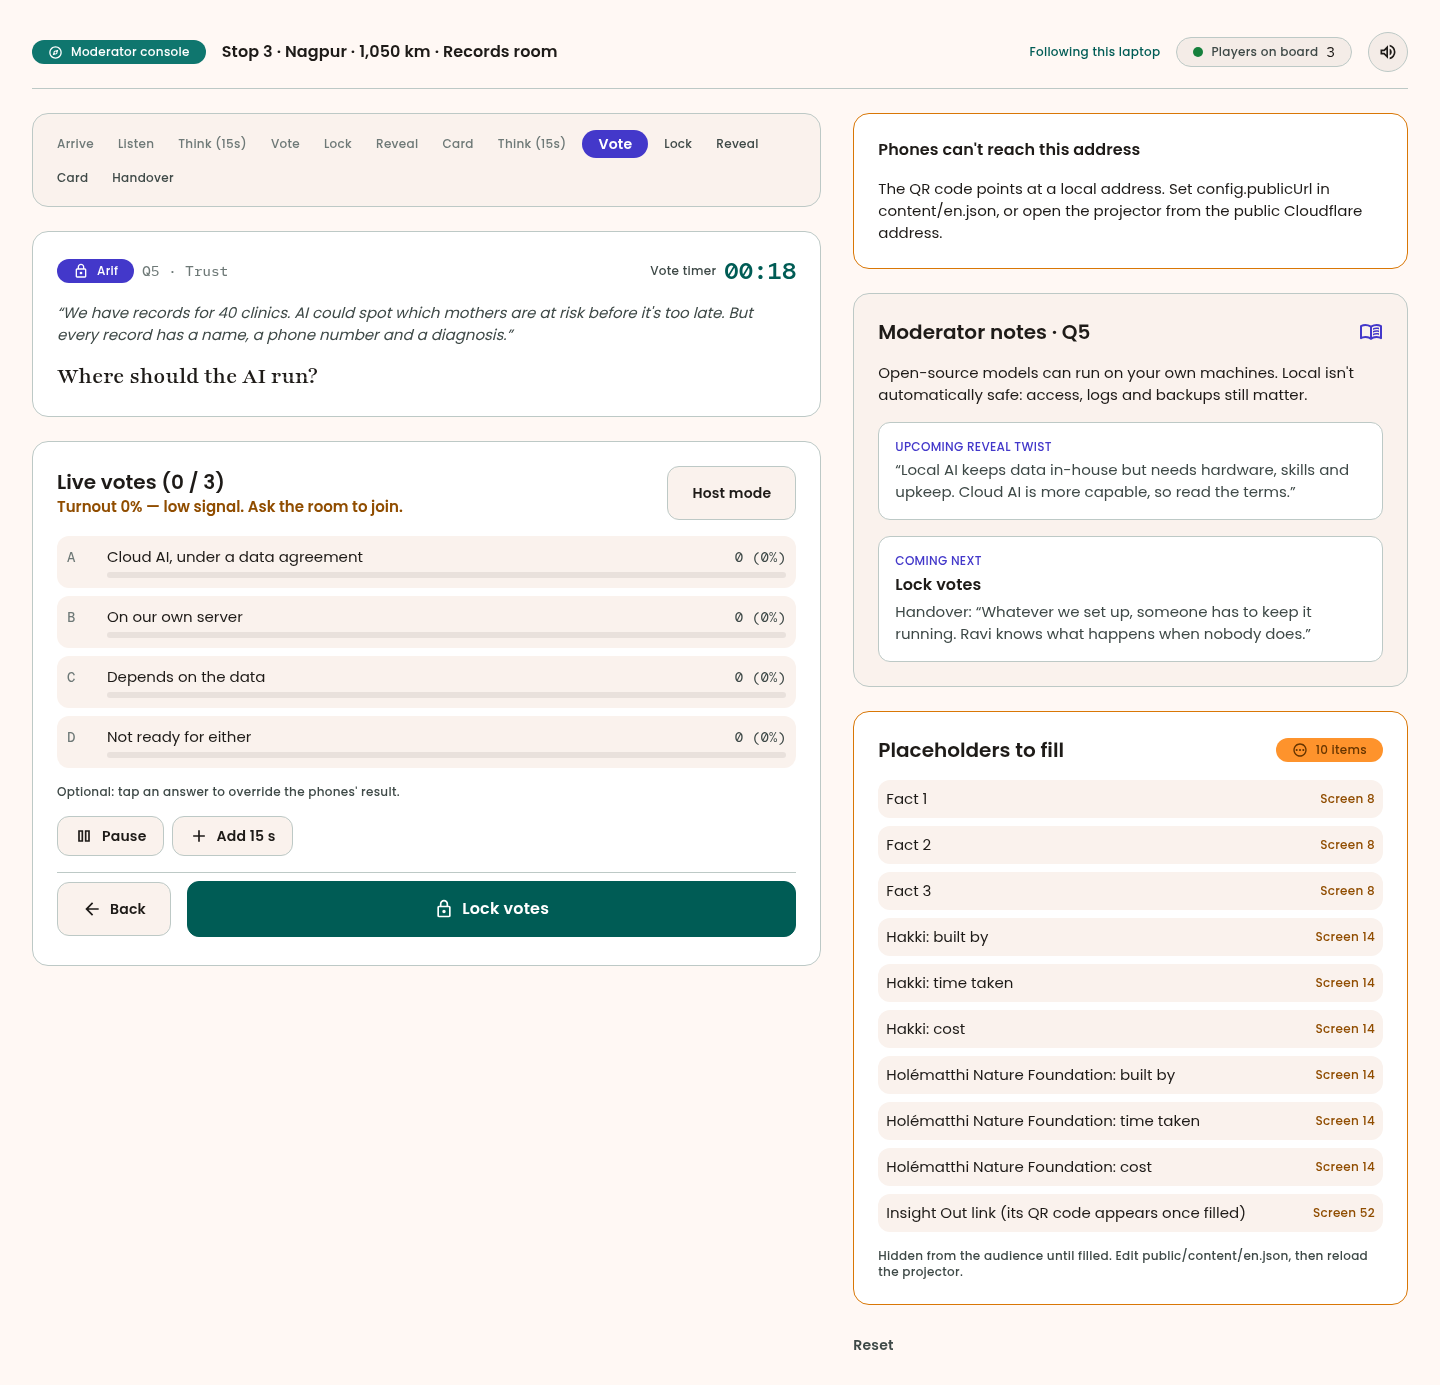 Moderator console
Stop 3 · Nagpur · 1,050 km · Records room
Following this laptop
Players on board 3
Arrive Listen Think (15s) Vote Lock Reveal Card Think (15s) Vote Lock Reveal
Card Handover
Arif
Q5 · Trust
Vote timer 00:18
“We have records for 40 clinics. AI could spot which mothers are at risk before it's too late. But
every record has a name, a phone number and a diagnosis.”
Where should the AI run?
Live votes (0 / 3)
Turnout 0% — low signal. Ask the room to join.
Host mode
A Cloud AI, under a data agreement 0 (0%)
B On our own server 0 (0%)
C Depends on the data 0 (0%)
D Not ready for either 0 (0%)
Optional: tap an answer to override the phones' result.
Pause
Add 15 s
Back
Lock votes
Phones can't reach this address
The QR code points at a local address. Set config.publicUrl in
content/en.json, or open the projector from the public Cloudflare
address.
Moderator notes · Q5
Open-source models can run on your own machines. Local isn't
automatically safe: access, logs and backups still matter.
UPCOMING REVEAL TWIST
“Local AI keeps data in-house but needs hardware, skills and
upkeep. Cloud AI is more capable, so read the terms.”
COMING NEXT
Lock votes
Handover: “Whatever we set up, someone has to keep it
running. Ravi knows what happens when nobody does.”
Placeholders to fill
10 items
Fact 1 Screen 8
Fact 2 Screen 8
Fact 3 Screen 8
Hakki: built by Screen 14
Hakki: time taken Screen 14
Hakki: cost Screen 14
Holématthi Nature Foundation: built by Screen 14
Holématthi Nature Foundation: time taken Screen 14
Holématthi Nature Foundation: cost Screen 14
Insight Out link (its QR code appears once filled) Screen 52
Hidden from the audience until filled. Edit public/content/en.json, then reload
the projector.
Reset